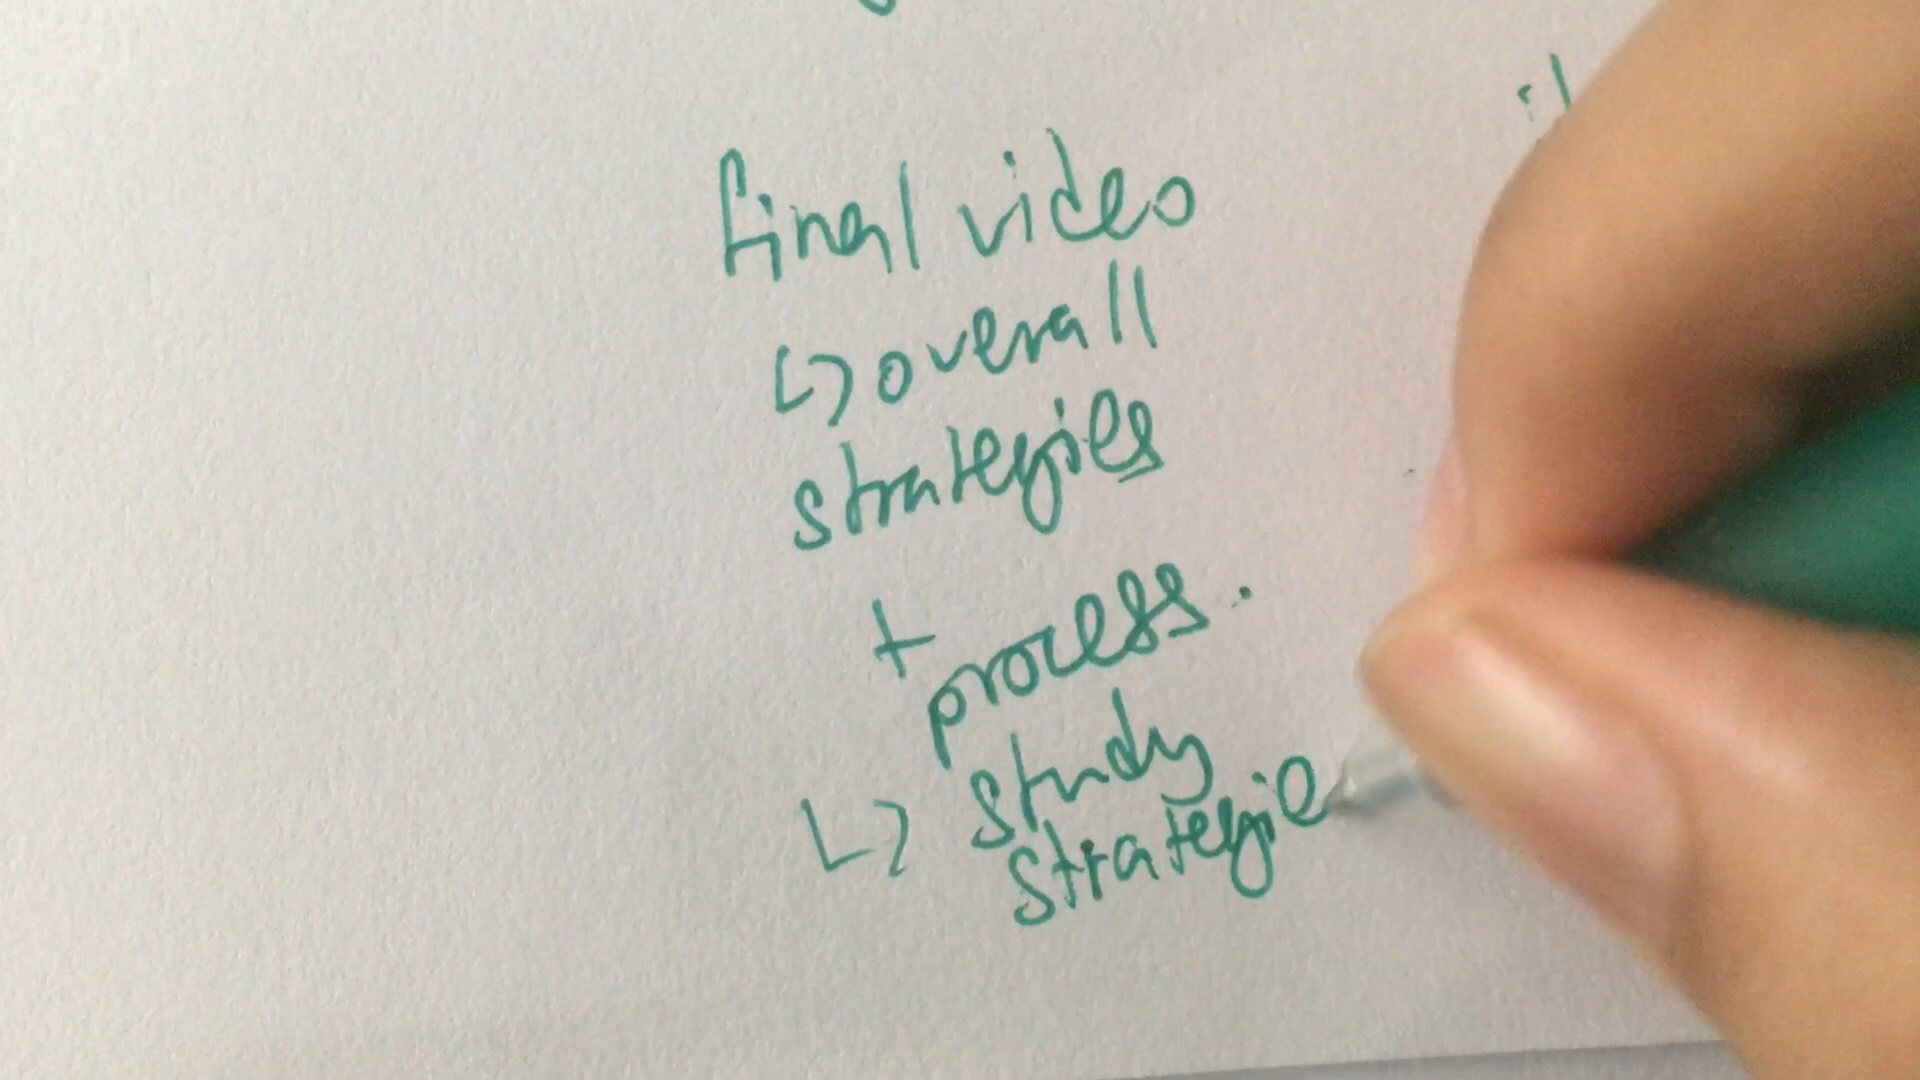 final video
↳ overall
strategies
+ process.
↳ study
strategie